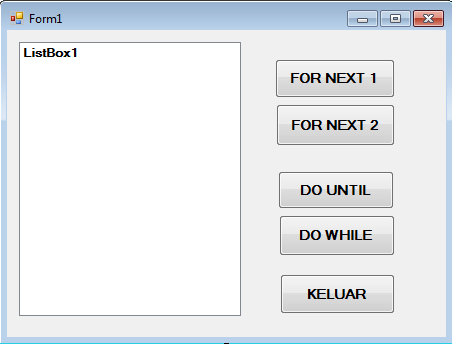 Form1
ListBox1
FOR NEXT 1
FOR NEXT 2
DO UNTIL
DO WHILE
KELUAR